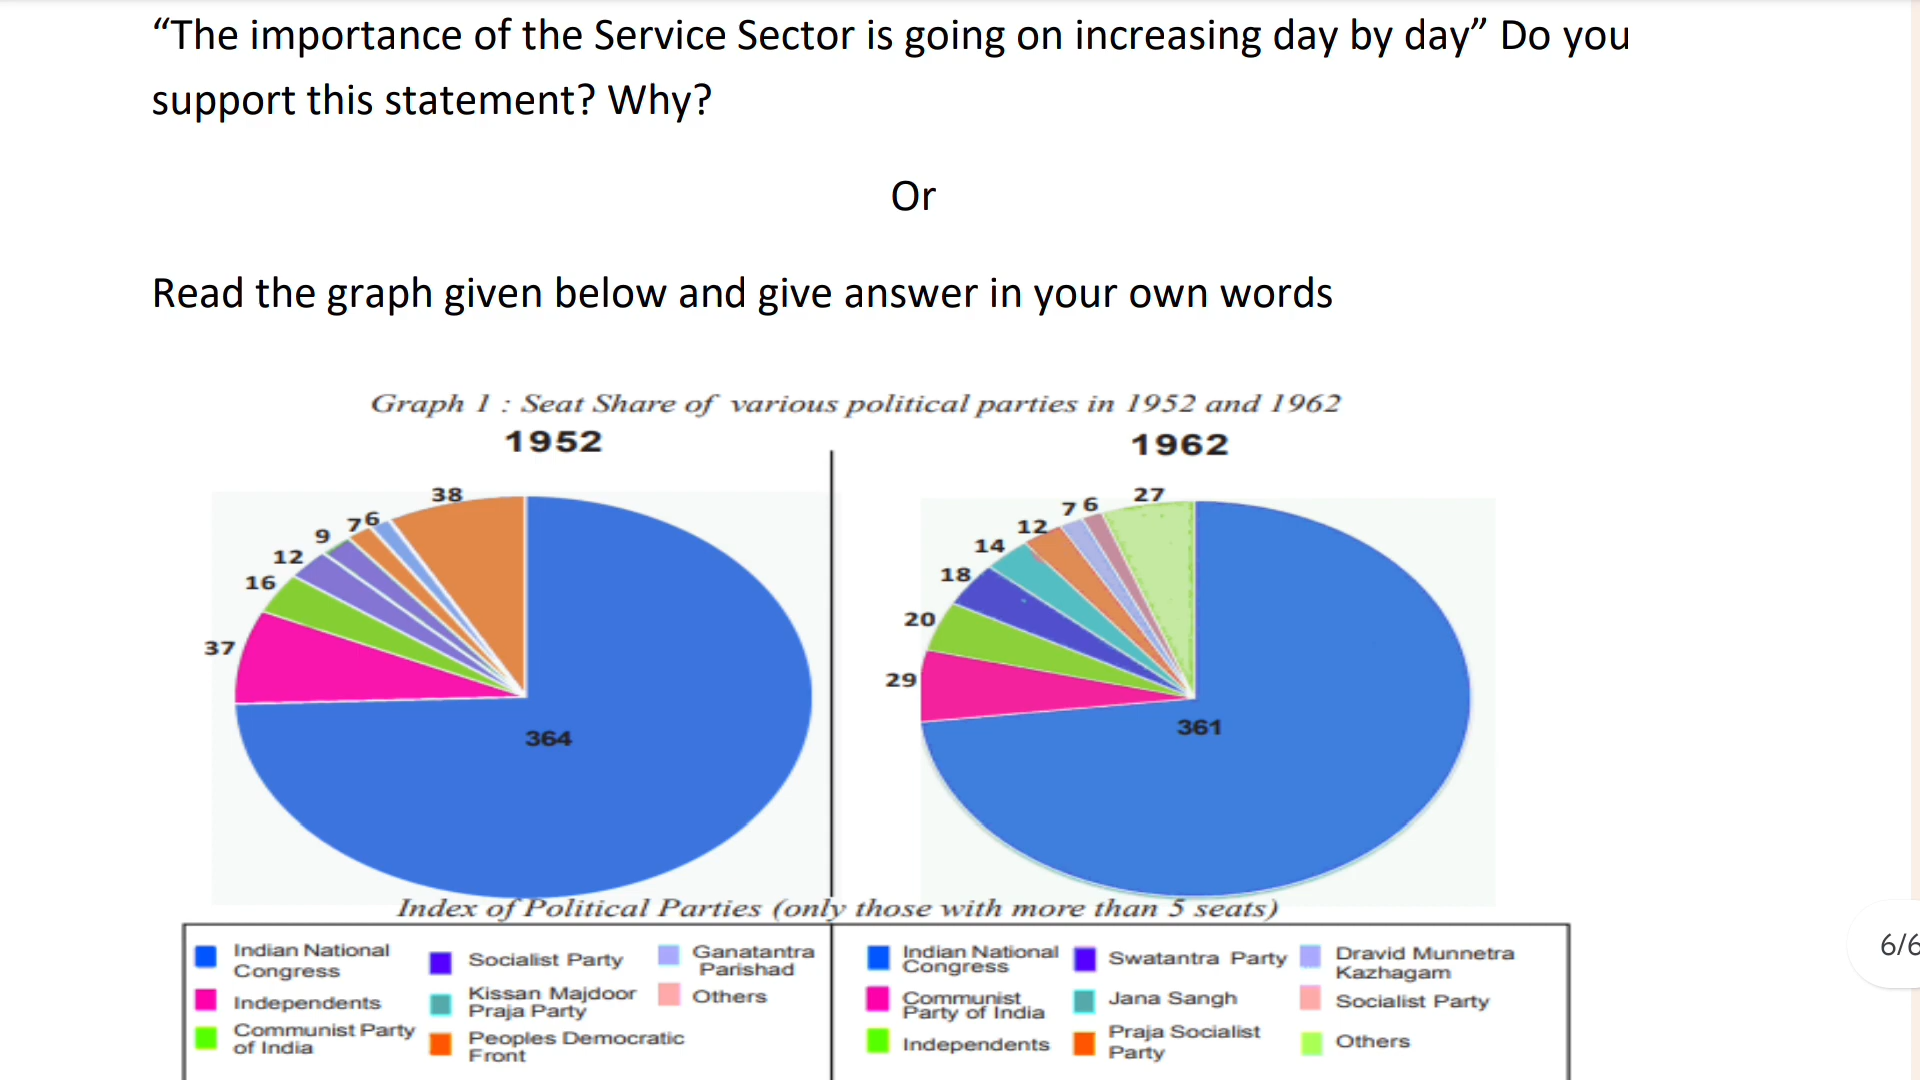 “The importance of the Service Sector is going on increasing day by day” Do you
support this statement? Why?
Or
Read the graph given below and give answer in your own words
Graph 1 : Seat Share of various political parties in 1952 and 1962
1952
38
7 6
9
12
16
37
364
1962
27
7 6
12
14
18
20
29
361
Index of Political Parties (only those with more than 5 seats)
Indian National
Congress
Independents
Communist Party
of India
Socialist Party
Kissan Majdoor
Praja Party
Peoples Democratic
Front
Ganatantra
Parishad
Others
Indian National
Congress
Communist
Party of India
Independents
Swatantra Party
Jana Sangh
Praja Socialist
Party
Dravid Munnetra
Kazhagam
Socialist Party
Others
6/6